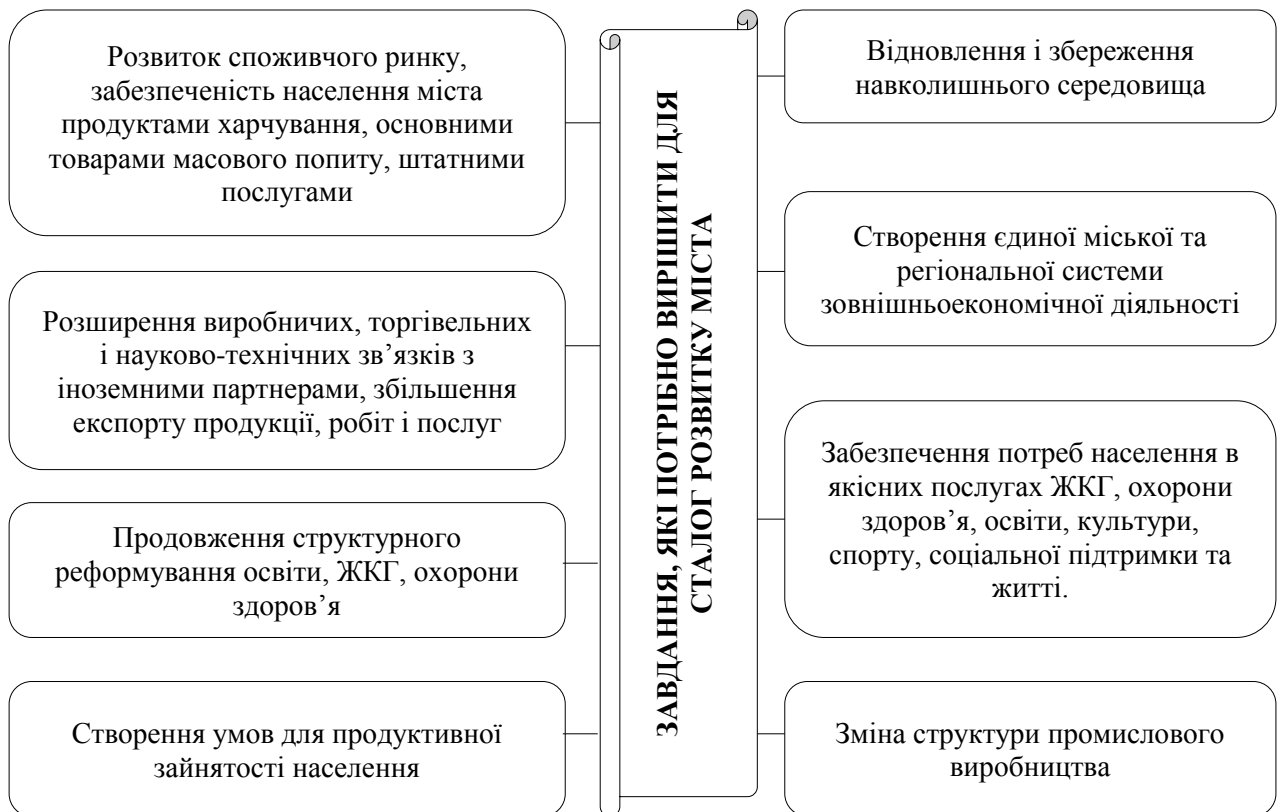 Розвиток споживчого ринку,
забезпеченість населення міста
продуктами харчування, основними
товарами масового попиту, штатними
послугами
Розширення виробничих, торгівельних
і науково-технічних зв’язків з
іноземними партнерами, збільшення
експорту продукції, робіт і послуг
Продовження структурного
реформування освіти, ЖКГ, охорони
здоров’я
Створення умов для продуктивної
зайнятості населення
ЗАВДАННЯ, ЯКІ ПОТРІБНО ВИРІШИТИ ДЛЯ
СТАЛОГ РОЗВИТКУ МІСТА
Відновлення і збереження
навколишнього середовища
Створення єдиної міської та
регіональної системи
зовнішньоекономічної діяльності
Забезпечення потреб населення в
якісних послугах ЖКГ, охорони
здоров’я, освіти, культури,
спорту, соціальної підтримки та
житті.
Зміна структури промислового
виробництва